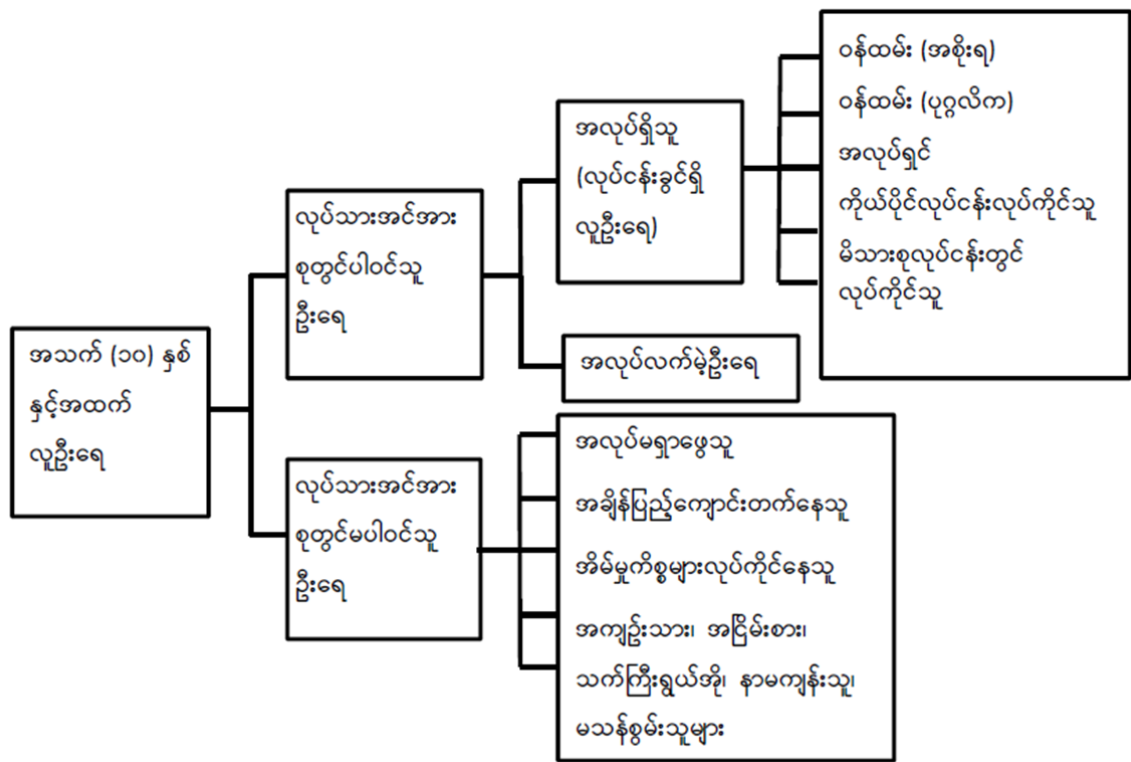 အသက် (၁၀) နှစ်
နှင့်အထက်
လူဦးရေ
လုပ်သားအင်အား
စုတွင်ပါဝင်သူ
ဦးရေ
အလုပ်ရှိသူ
(လုပ်ငန်းခွင်ရှိ
လူဦးရေ)
ဝန်ထမ်း (အစိုးရ)
ဝန်ထမ်း (ပုဂ္ဂလိက)
အလုပ်ရှင်
ကိုယ်ပိုင်လုပ်ငန်းလုပ်ကိုင်သူ
မိသားစုလုပ်ငန်းတွင်
လုပ်ကိုင်သူ
အလုပ်လက်မဲ့ဦးရေ
လုပ်သားအင်အား
စုတွင်မပါဝင်သူ
ဦးရေ
အလုပ်မရှာဖွေသူ
အချိန်ပြည့်ကျောင်းတက်နေသူ
အိမ်မှုကိစ္စများလုပ်ကိုင်နေသူ
အကျဉ်းသား၊ အငြိမ်းစား၊
သက်ကြီးရွယ်အို၊ နာမကျန်းသူ၊
မသန်စွမ်းသူများ